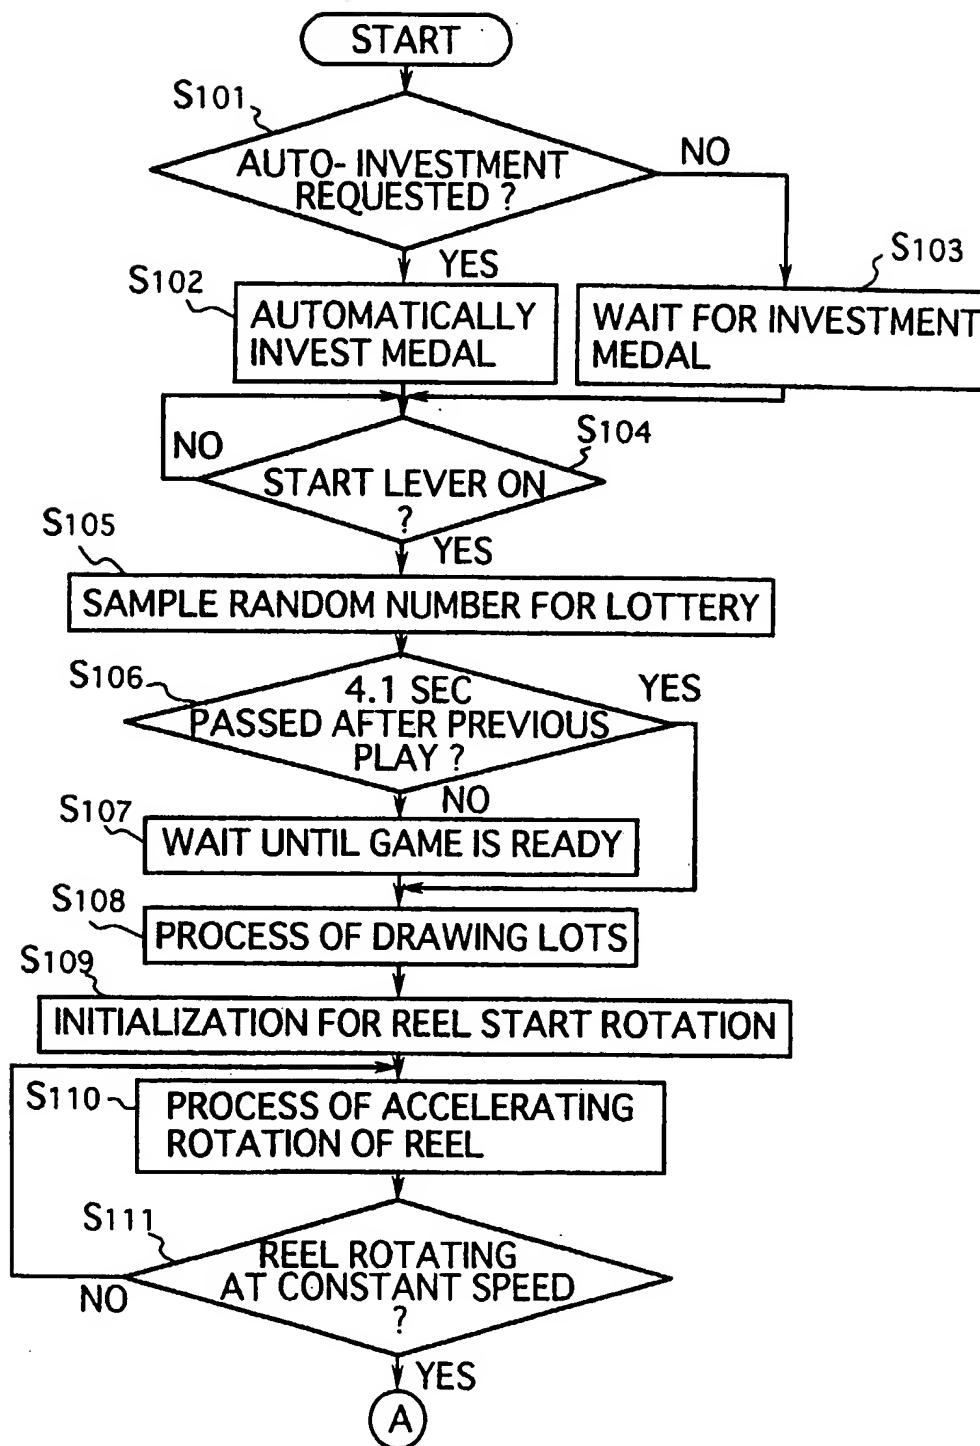 START
S101
AUTO- INVESTMENT
REQUESTED ?
NO
YES
S102
AUTOMATICALLY
INVEST MEDAL
S103
WAIT FOR INVESTMENT
MEDAL
NO
S104
START LEVER ON
?
YES
S105
SAMPLE RANDOM NUMBER FOR LOTTERY
S106
4.1 SEC
PASSED AFTER PREVIOUS
PLAY ?
YES
NO
S107
WAIT UNTIL GAME IS READY
S108
PROCESS OF DRAWING LOTS
S109
INITIALIZATION FOR REEL START ROTATION
S110
PROCESS OF ACCELERATING
ROTATION OF REEL
S111
REEL ROTATING
AT CONSTANT SPEED
?
NO
YES
A